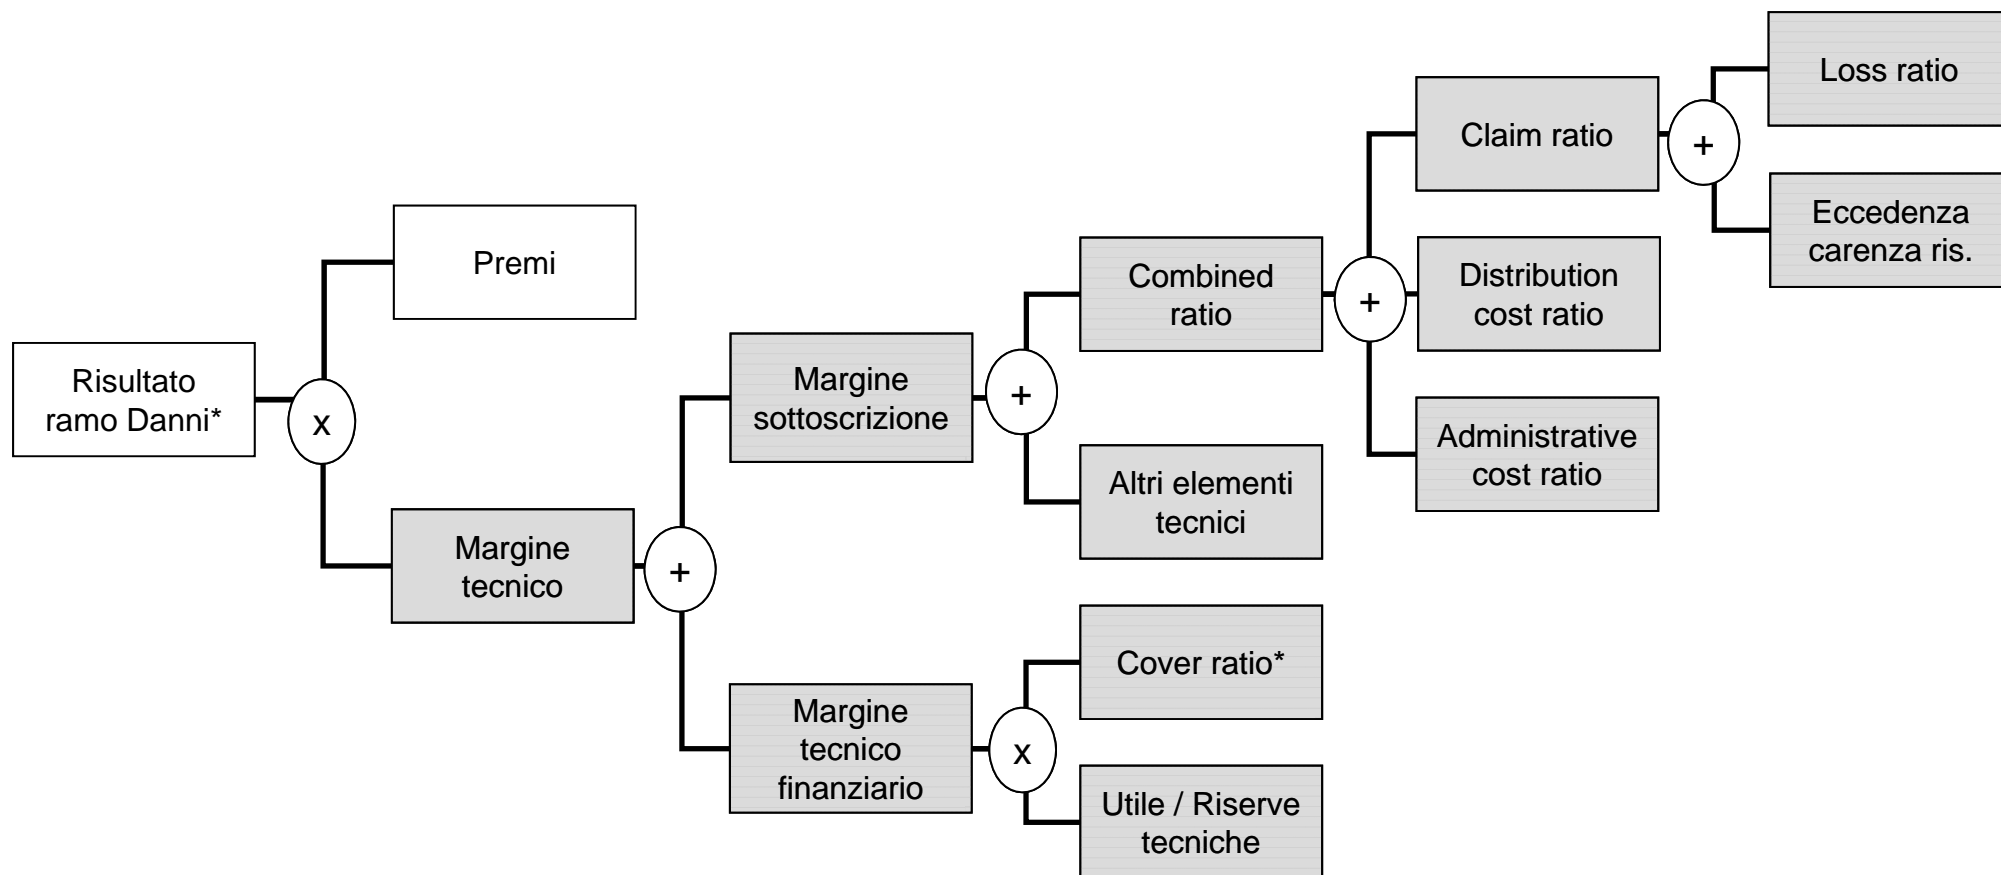 Loss ratio
Claim ratio
+
Eccedenza
carenza ris.
Premi
Combined
ratio
+
Distribution
cost ratio
Risultato
ramo Danni*
x
Margine
sottoscrizione
+
Administrative
cost ratio
Altri elementi
tecnici
Margine
tecnico
+
Cover ratio*
Margine
tecnico
finanziario
x
Utile / Riserve
tecniche